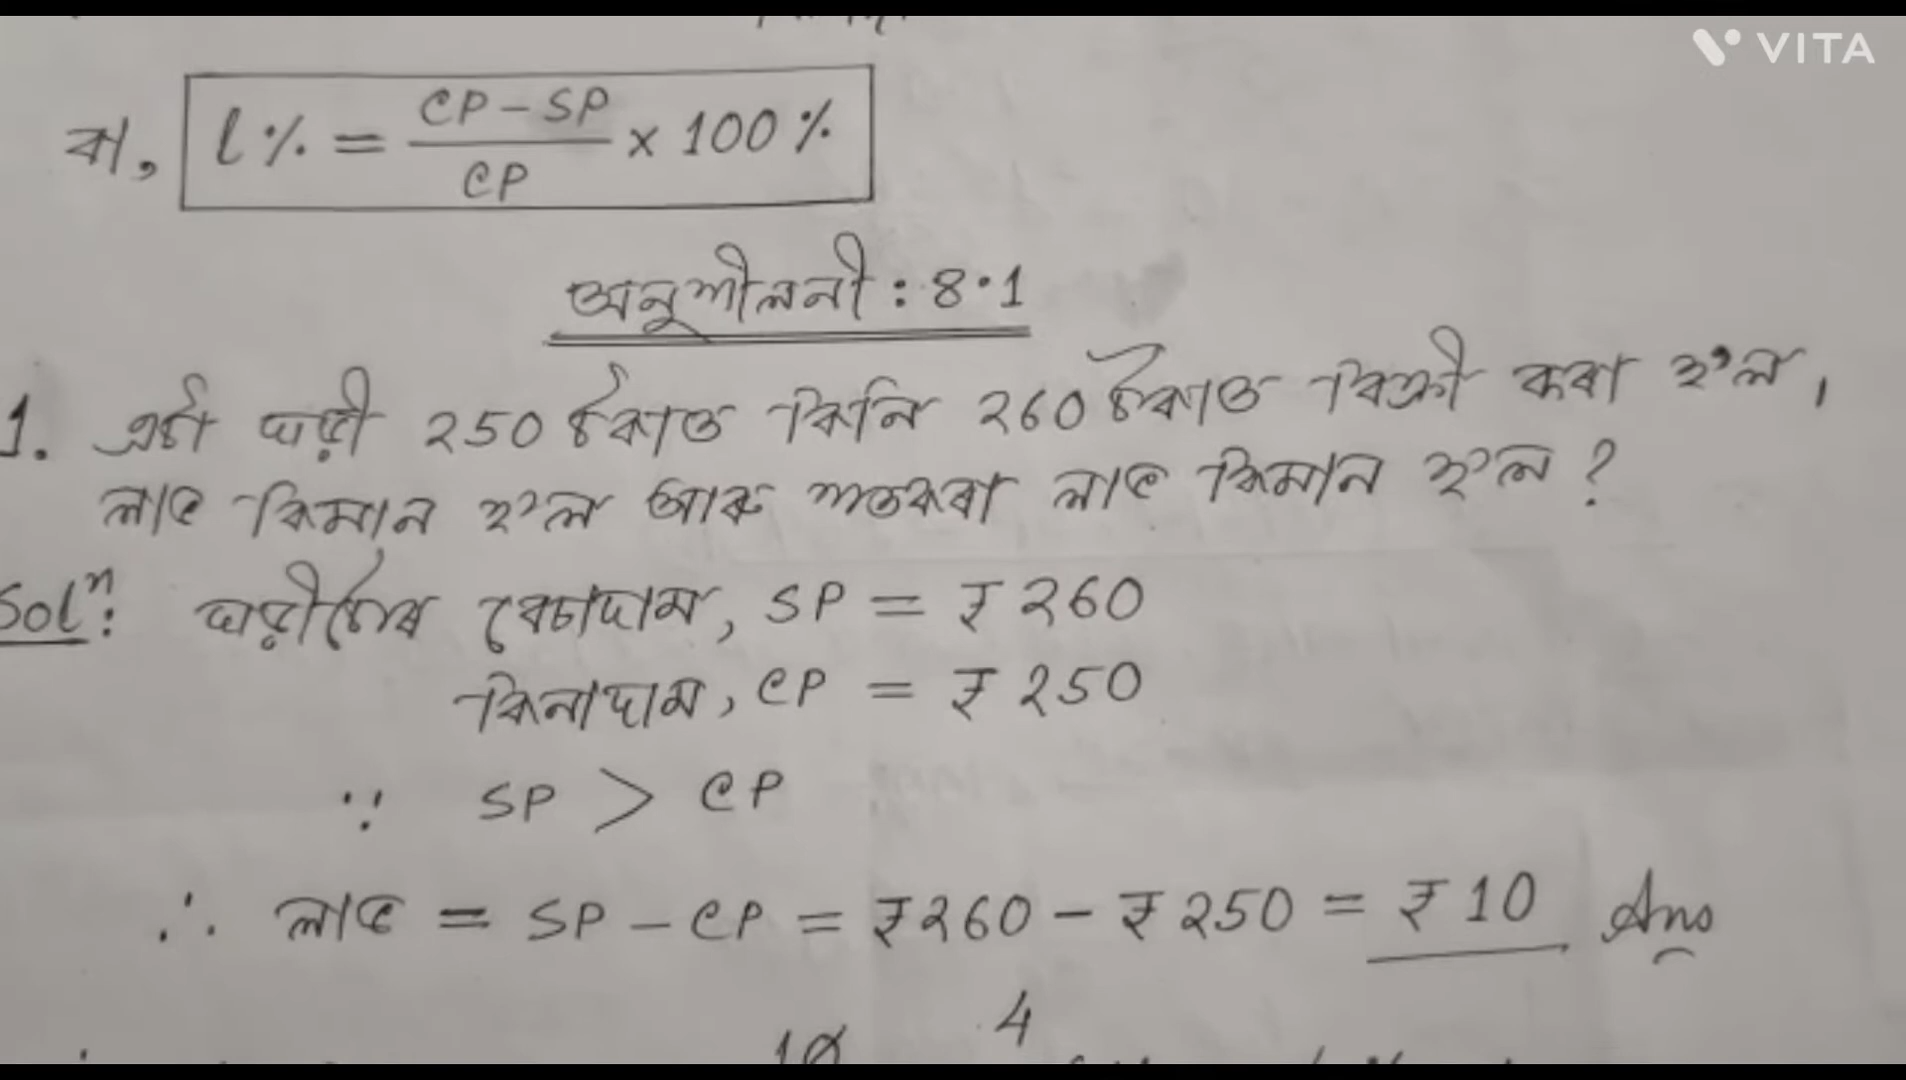 VITA
বা, l% = CP-SP/CP x 100%
অনুশীলনী : 8.1
1. এটা ঘড়ী 250 টকাত কিনি 260 টকাত বিক্ৰী কৰা হ'ল,
লাভ কিমান হ'ল আৰু শতকৰা লাভ কিমান হ'ল ?
Solⁿ: ঘড়ীটোৰ বেচাদাম, SP = ₹ 260
কিনাদাম, CP = ₹ 250
∵ SP > CP
∴ লাভ = SP - CP = ₹ 260 - ₹ 250 = ₹ 10 Ans
4